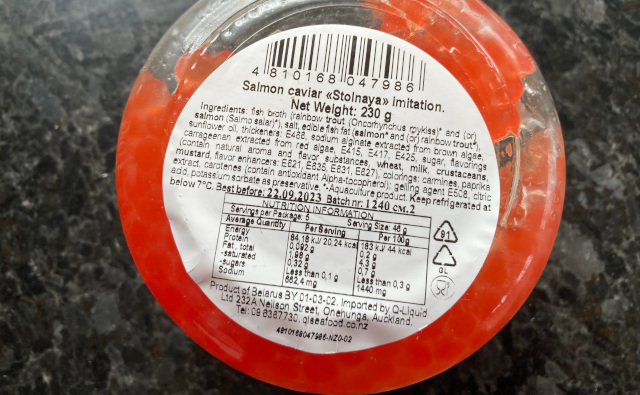 4 810168 047986
Salmon caviar «Stolnaya» imitation.
Net Weight: 230 g
Ingredients: fish broth (rainbow trout (Oncorhynchus mykiss)* and (or)
salmon (Salmo salar)*), salt, edible fish fat (salmon* and (or) rainbow trout*),
sunflower oil, thickeners: E466, sodium alginate extracted from brown algae,
carrageenan extracted from red algae, E415, E417, E425, sugar, flavorings
(contain natural aroma and flavor substances, wheat, milk, crustaceans,
mustard), flavor enhancers: E621, E635, E631, E627), colorings: carmines, paprika
extract, carotenes (contain antioxidant Alpha-tocopherol); gelling agent E508, citric
acid, potassium sorbate as preservative. *-Aquaculture product. Keep refrigerated at
below 7°C. Best before: 22.09.2023 Batch nr: 1 240 см.2
NUTRITION INFORMATION
Servings per Package: 5 Serving Size: 46 g
Average Quantity Per Serving Per 100g
Energy 84,18 kJ/ 20,24 kcal 183 kJ/ 44 kcal
Protein 0,092 g 0,2 g
Fat, total 1,98 g 4,3 g
-saturated 0,32 g 0,7 g
-sugars Less than 0,1 g Less than 0,3 g
Sodium 662,4 mg 1440 mg
91
GL
Product of Belarus BY 01-03-02. Imported by Q-Liquid
Ltd 232A Neilson Street, Onehunga, Auckland.
Tel: 09 6367730. qlseafood.co.nz
4810168047986-NZ0-02